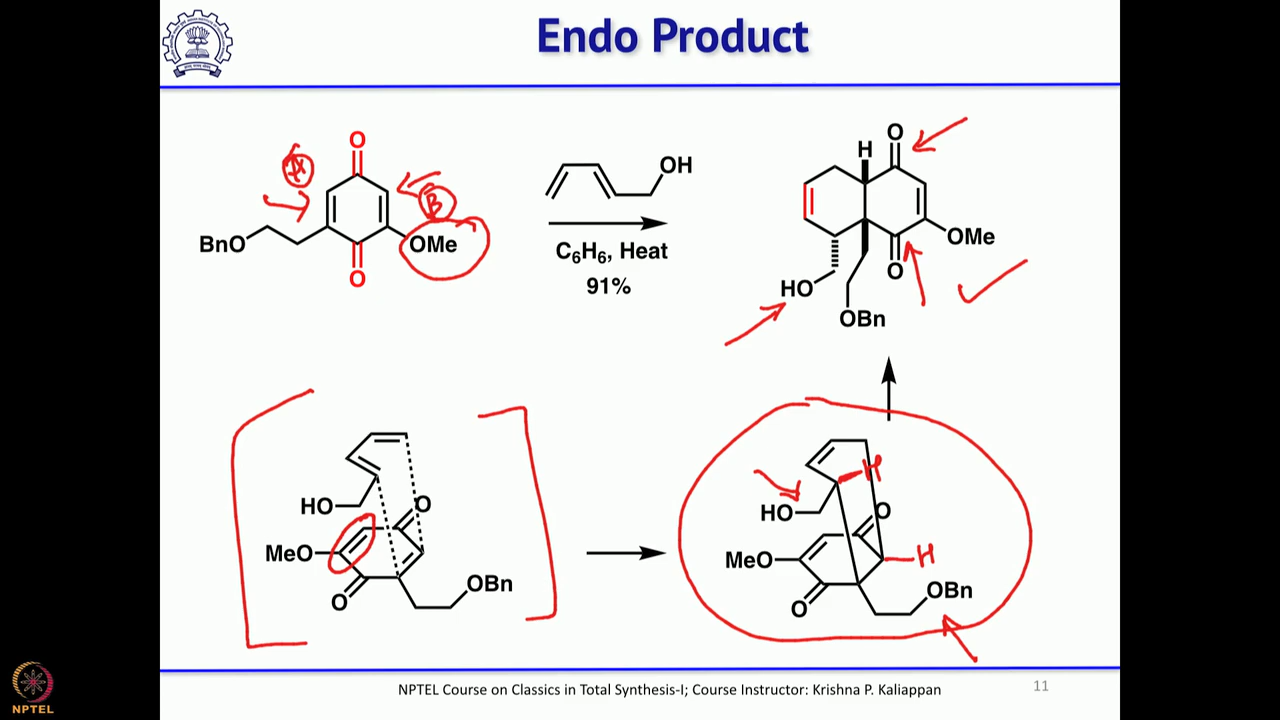 Endo Product
O
A
B
BnO
OMe
O
OH
C6H6, Heat
91%
H
O
OMe
O
HO
OBn
HO
O
MeO
O
OBn
H
HO
O
MeO
H
O
OBn
NPTEL
NPTEL Course on Classics in Total Synthesis-I; Course Instructor: Krishna P. Kaliappan
11